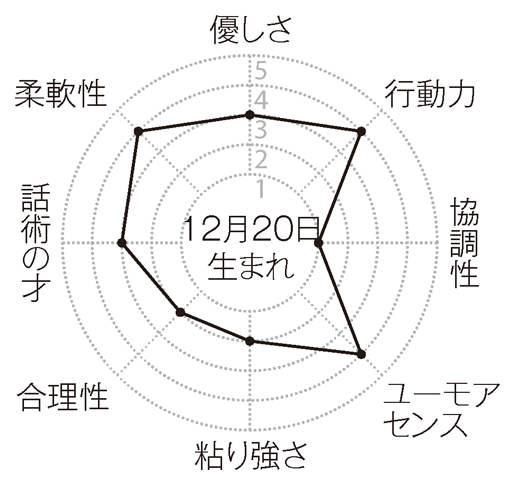 優しさ
柔軟性
行動力
5
4
3
2
1
話術の才
12月20日
生まれ
協調性
合理性
ユーモア
センス
粘り強さ